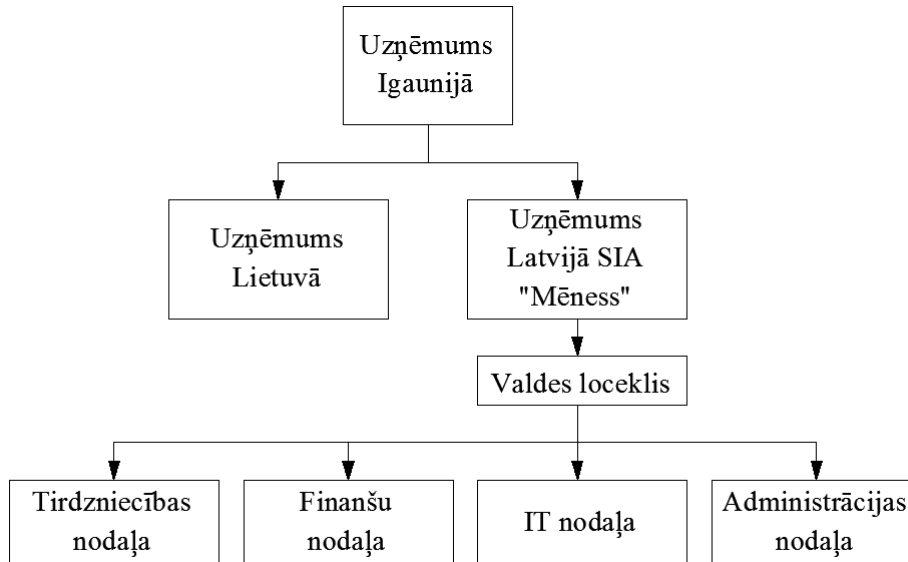 Uzņēmums
Igaunijā
Uzņēmums
Lietuvā
Uzņēmums
Latvijā SIA
"Mēness"
Valdes loceklis
Tirdzniecības
nodaļa
Finanšu
nodaļa
IT nodaļa
Administrācijas
nodaļa